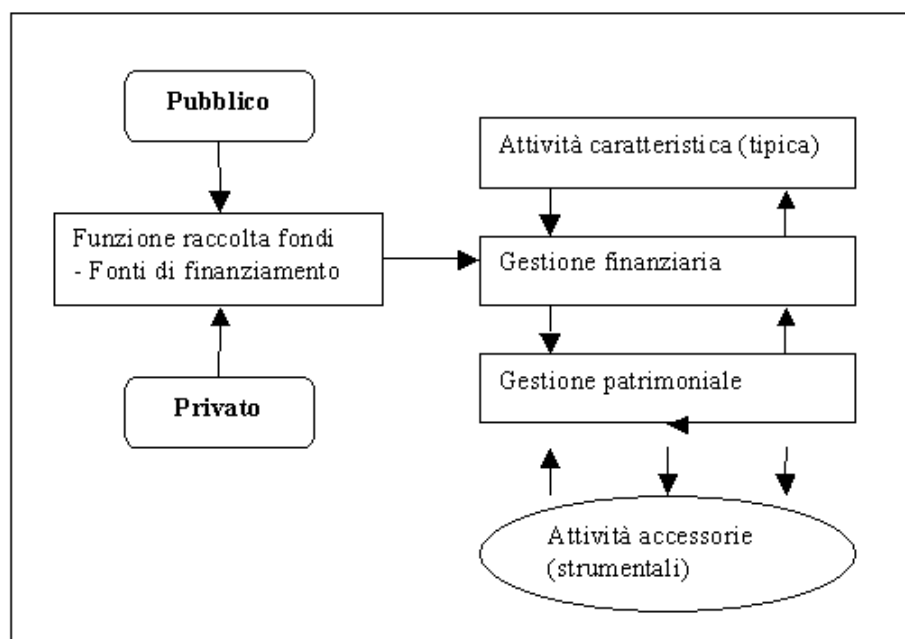 Pubblico
Funzione raccolta fondi
- Fonti di finanziamento
Privato
Attività caratteristica (tipica)
Gestione finanziaria
Gestione patrimoniale
Attività accessorie
(strumentali)